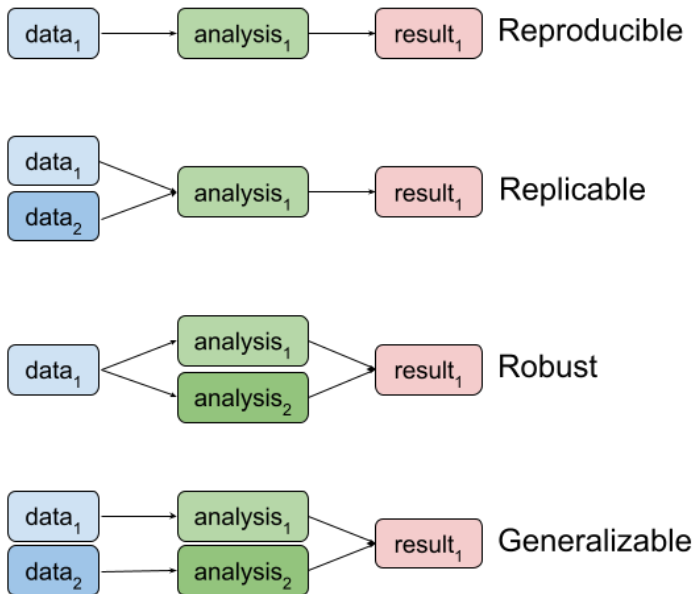 data₁ analysis₁ result₁ Reproducible
data₁
data₂
analysis₁ result₁ Replicable
data₁
analysis₁
analysis₂
result₁ Robust
data₁ analysis₁
data₂ analysis₂
result₁ Generalizable